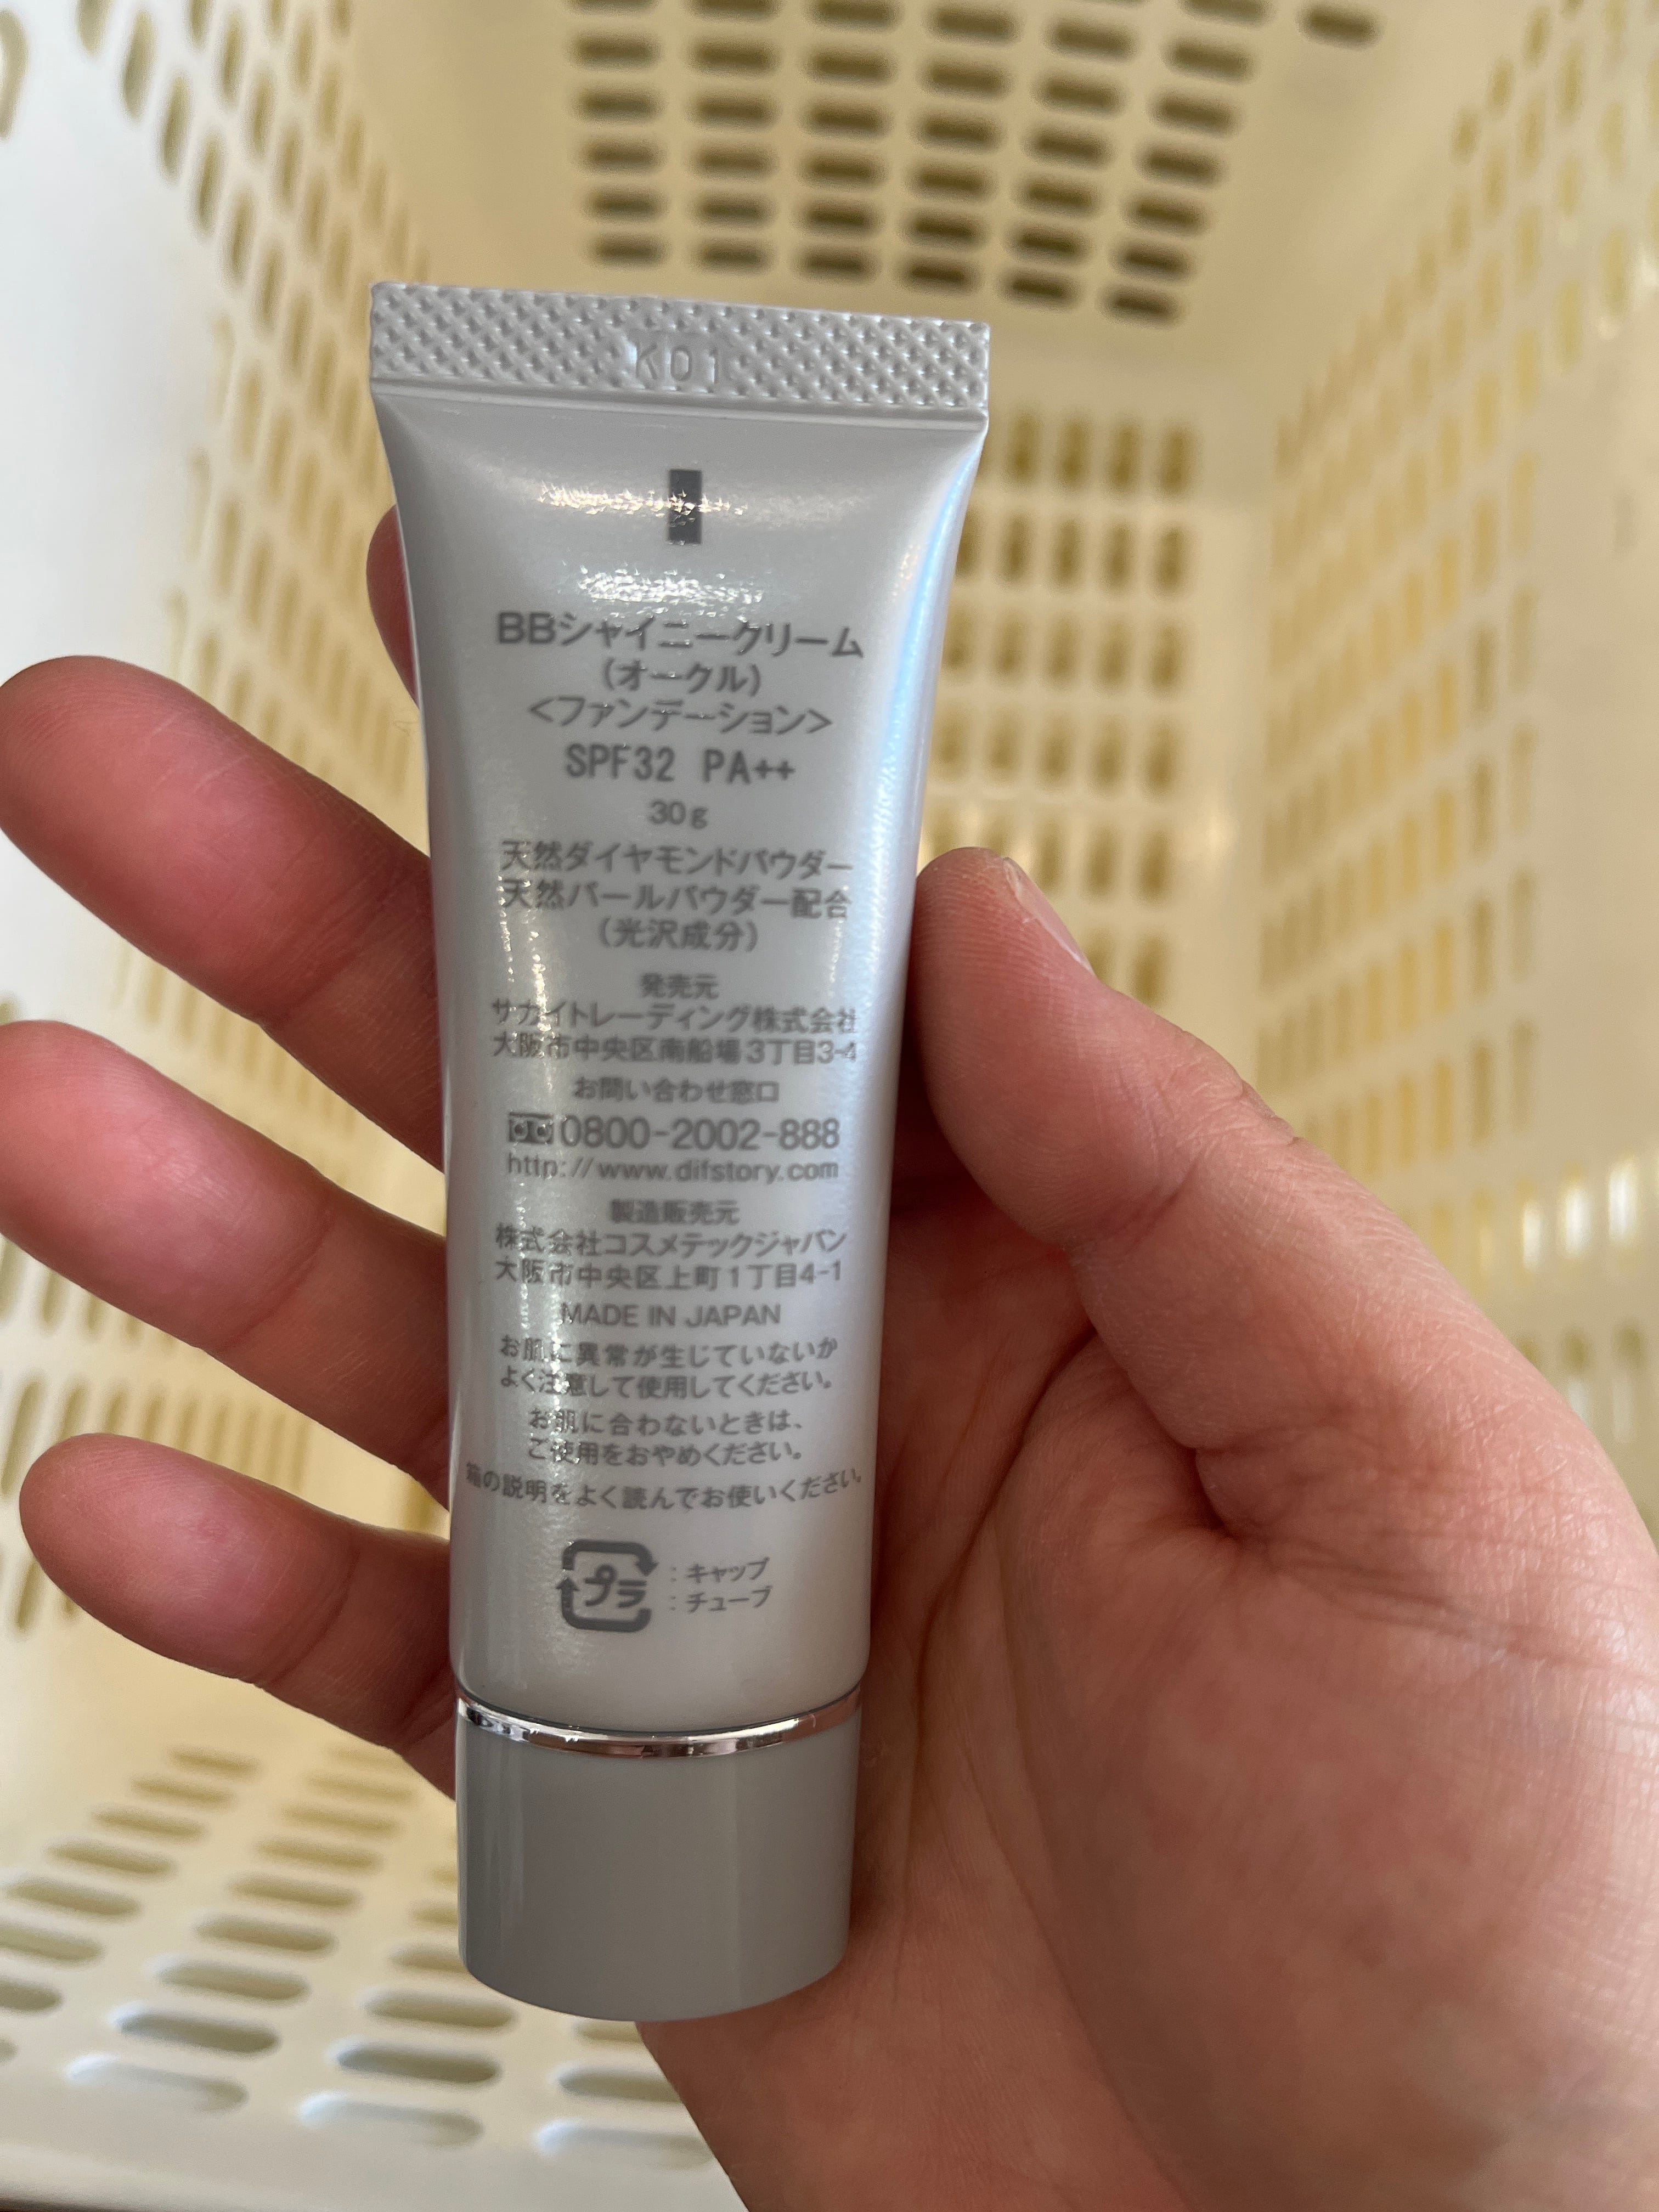 K01
BBシャイニークリーム
(オークル)
<ファンデーション>
SPF32 PA++
30g
天然ダイヤモンドパウダー
天然パールパウダー配合
(光沢成分)
発売元
サカイトレーディング株式会社
大阪市中央区南船場3丁目3-4
お問い合わせ窓口
0800-2002-888
http://www.difstory.com
製造販売元
株式会社コスメテックジャパン
大阪市中央区上町1丁目4-1
MADE IN JAPAN
お肌に異常が生じていないか
よく注意して使用してください。
お肌に合わないときは、
ご使用をおやめください。
箱の説明をよく読んでお使いください。
プラ
:キャップ
:チューブ